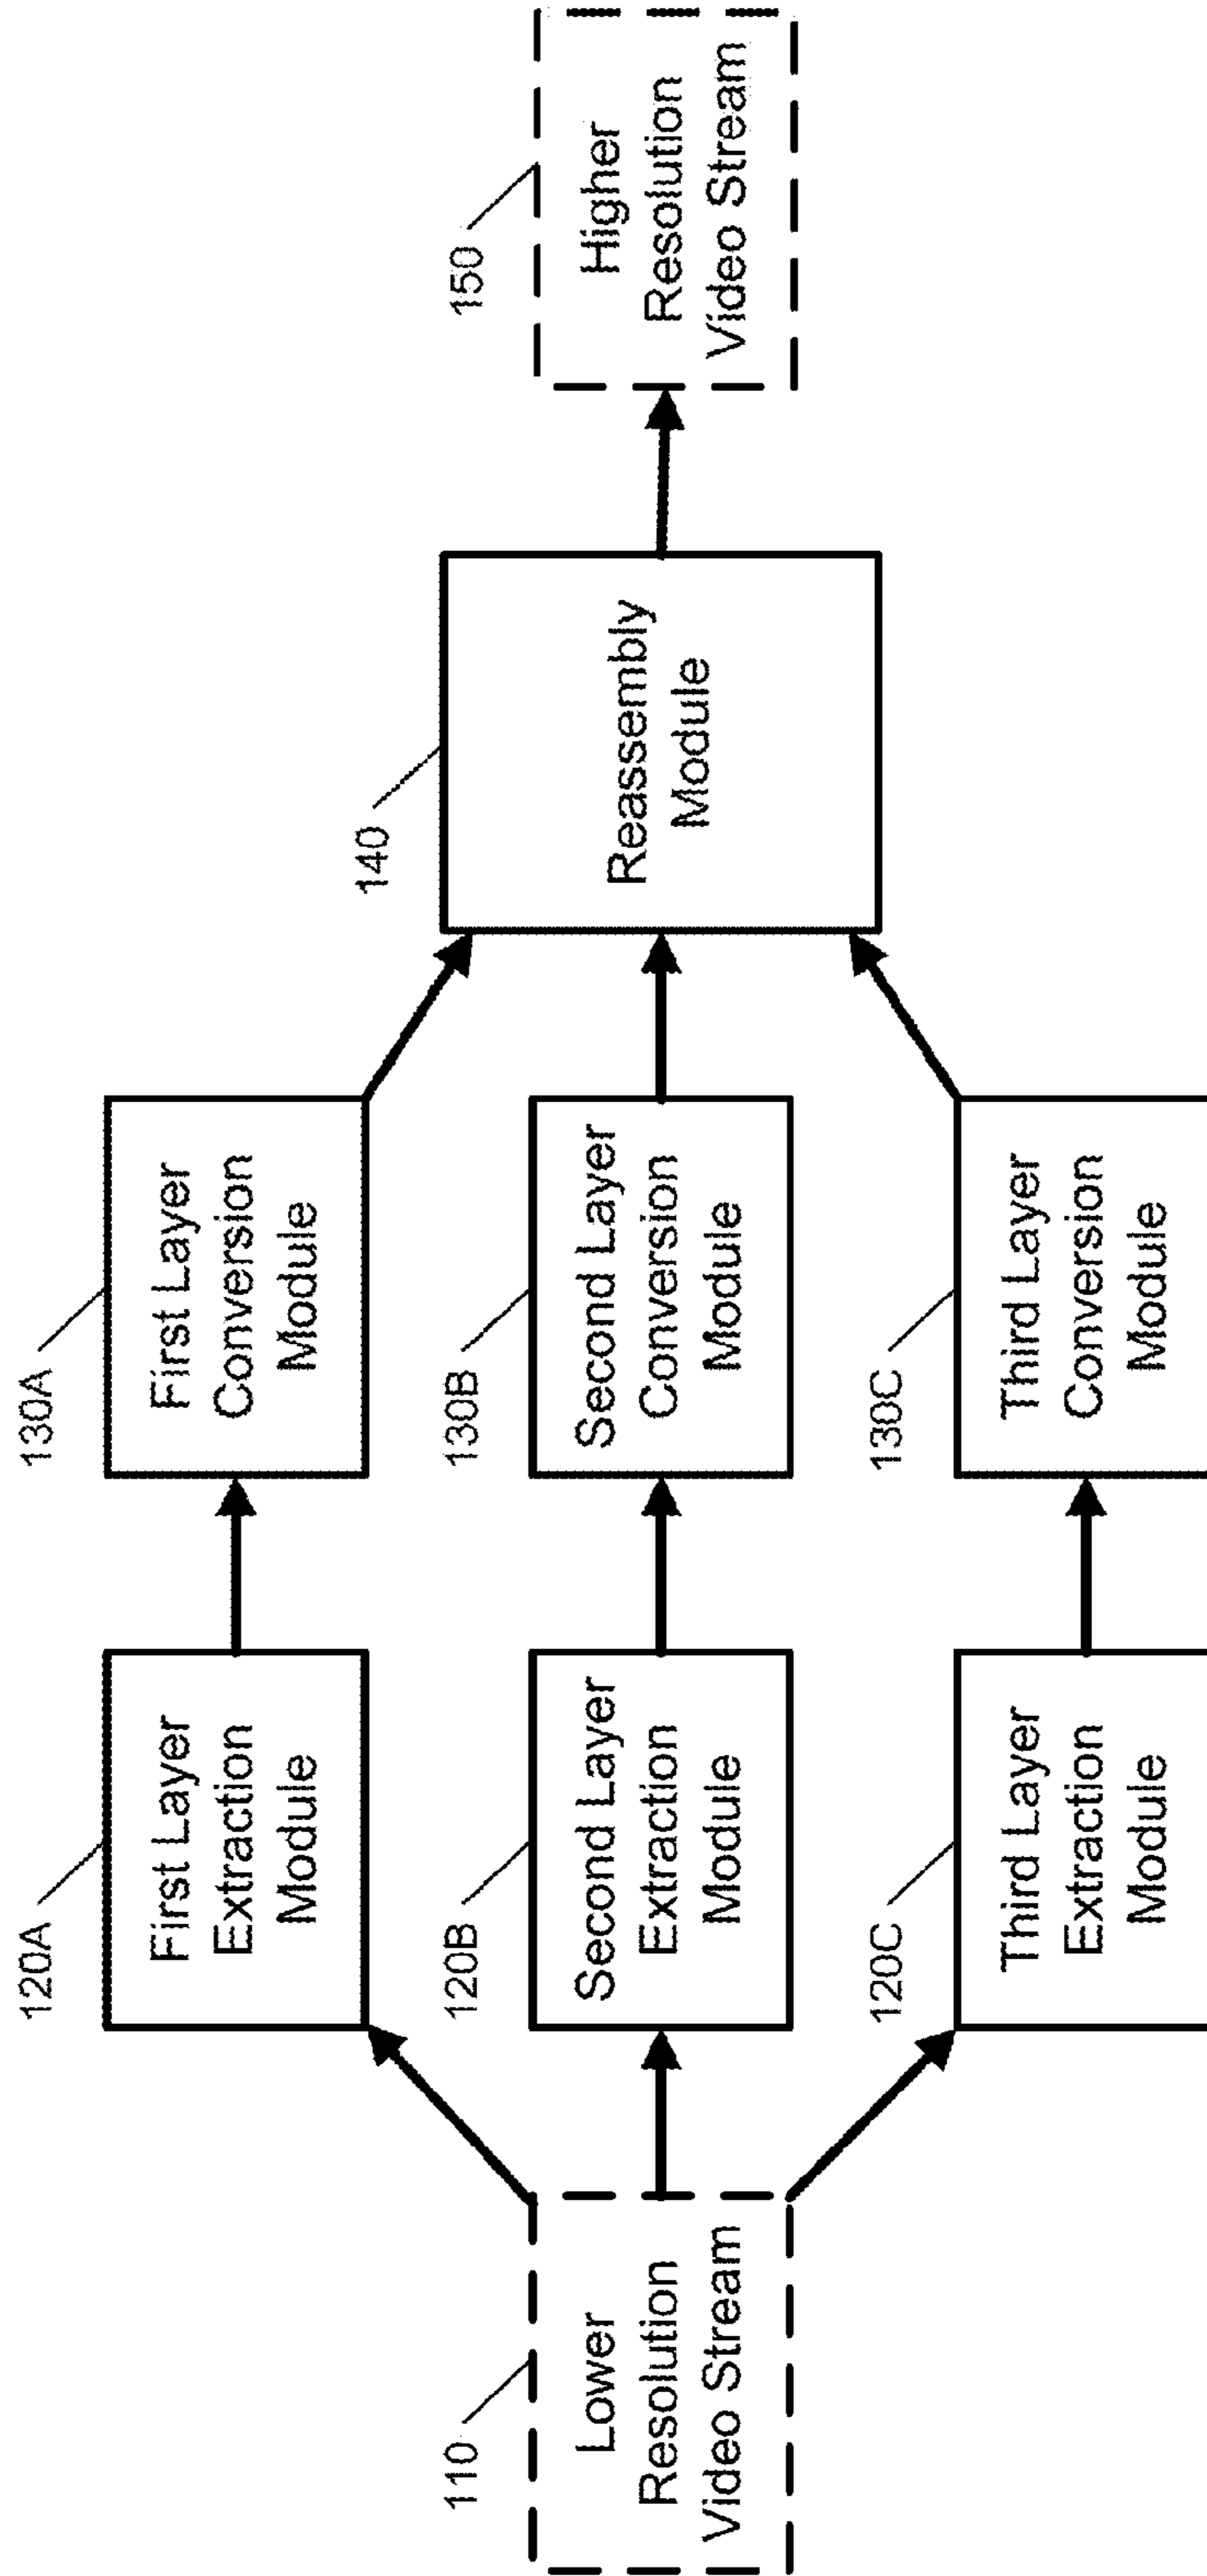 110
Lower
Resolution
Video Stream
120A
First Layer
Extraction
Module
120B
Second Layer
Extraction
Module
120C
Third Layer
Extraction
Module
130A
First Layer
Conversion
Module
130B
Second Layer
Conversion
Module
130C
Third Layer
Conversion
Module
140
Reassembly
Module
150
Higher
Resolution
Video Stream